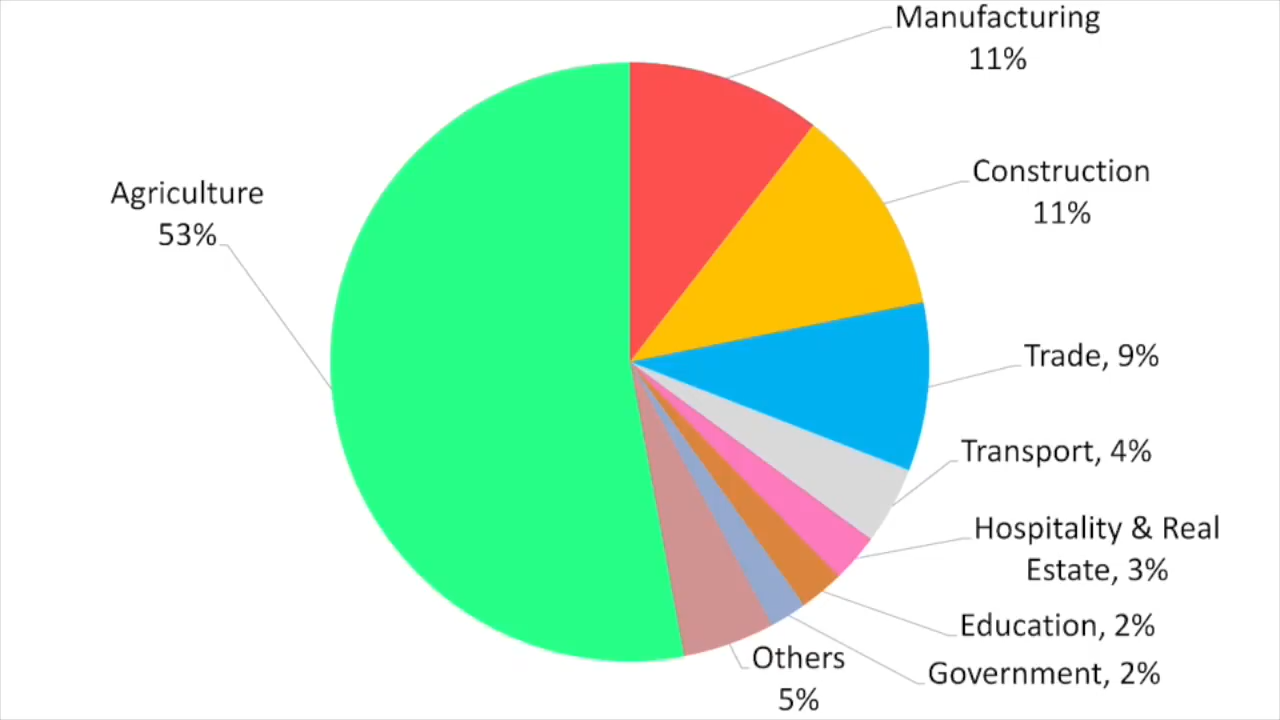 Manufacturing
11%
Construction
11%
Agriculture
53%
Trade, 9%
Transport, 4%
Hospitality & Real
Estate, 3%
Education, 2%
Government, 2%
Others
5%